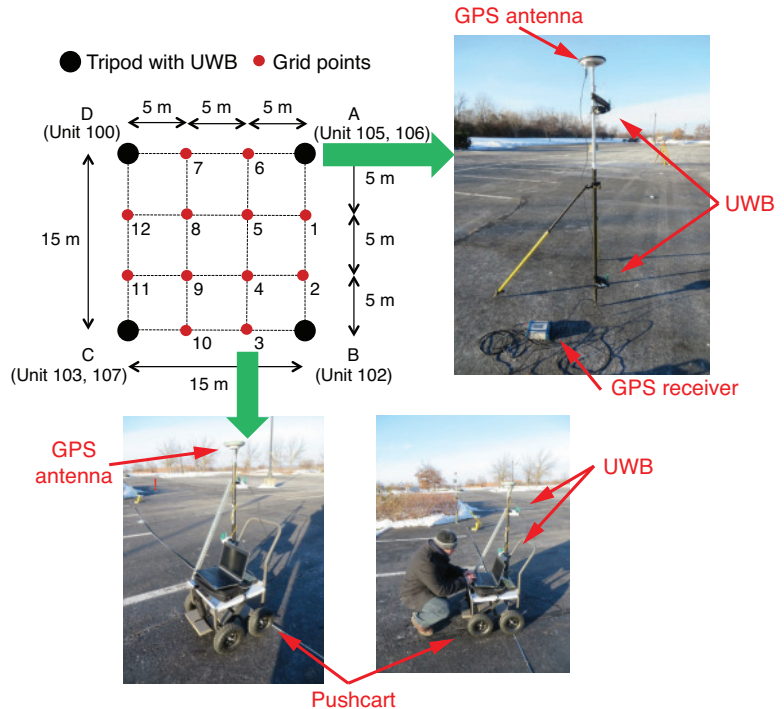 GPS antenna
Tripod with UWB
Grid points
5 m
5 m
5 m
D
(Unit 100)
A
(Unit 105, 106)
7
6
5 m
12
8
5
1
15 m
5 m
UWB
11
9
4
2
5 m
10
3
C
(Unit 103, 107)
15 m
B
(Unit 102)
GPS receiver
GPS
antenna
UWB
Pushcart